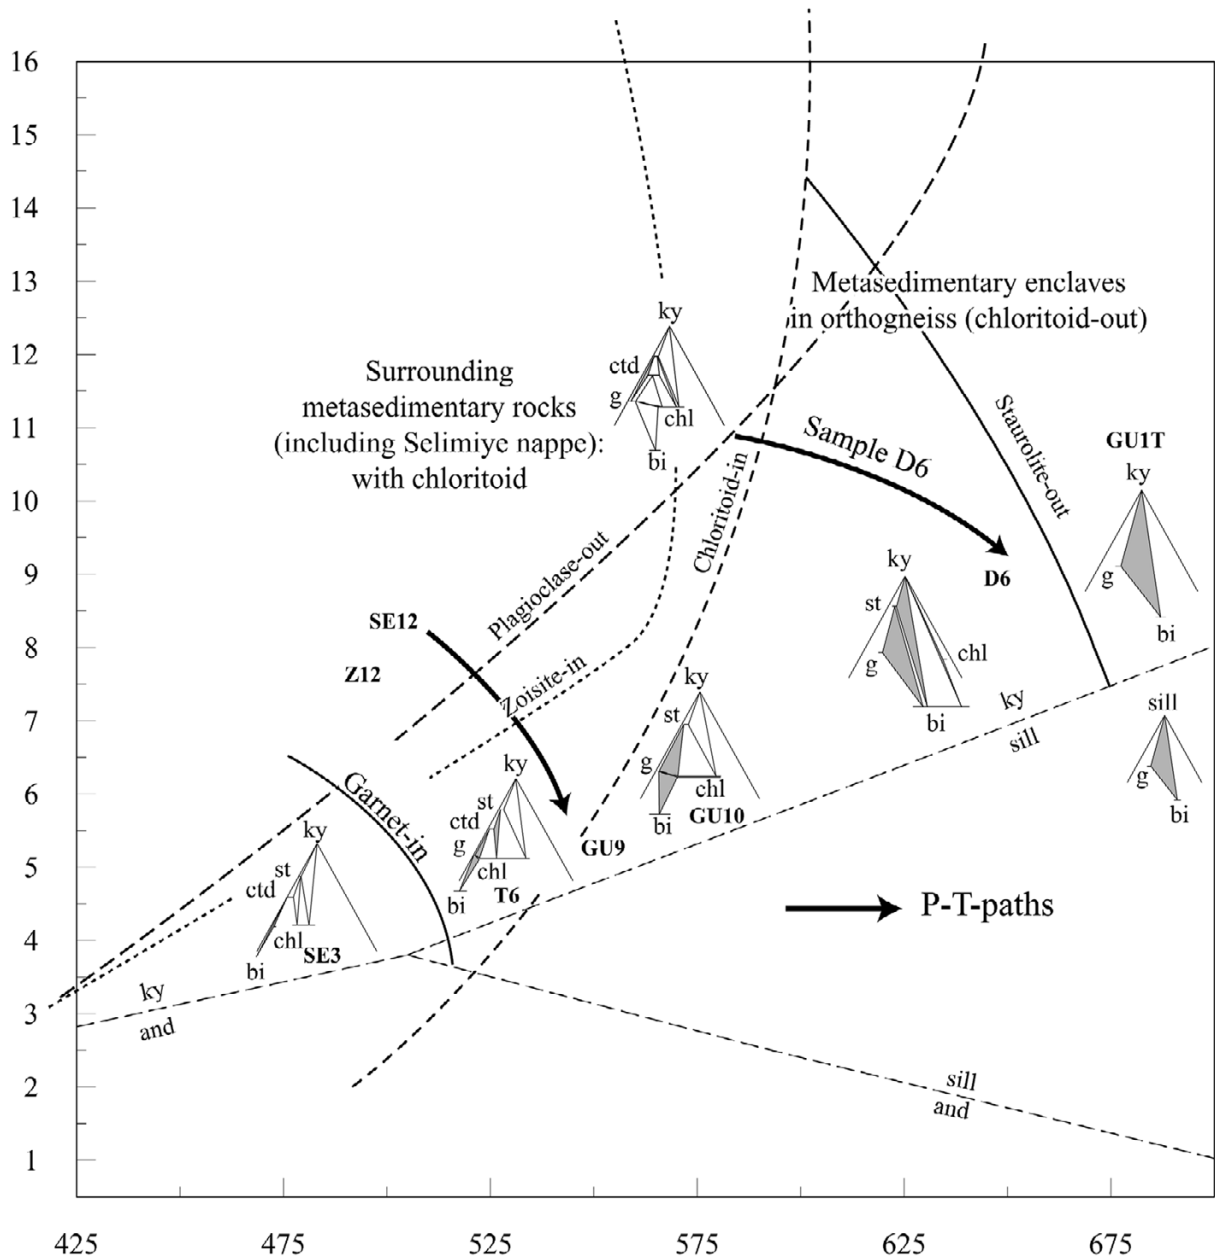 16
15
14
13
12
11
10
9
8
7
6
5
4
3
2
1
425
475
525
575
625
675
Metasedimentary enclaves
in orthogneiss (chloritoid-out)
Surrounding
metasedimentary rocks
(including Selimiye nappe):
with chloritoid
ky
ctd
g
chl
bi
Sample D6
Staurolite-out
GU1T
ky
g
bi
Chloritoid-in
Plagioclase-out
D6
ky
st
g
chl
bi
SE12
Z12
Zoisite-in
ky
st
g
chl
bi
GU10
ky
sill
sill
g
bi
Garnet-in
ky
st
ctd
g
chl
bi
T6
GU9
ky
st
ctd
chl
bi
SE3
P-T-paths
ky
and
sill
and